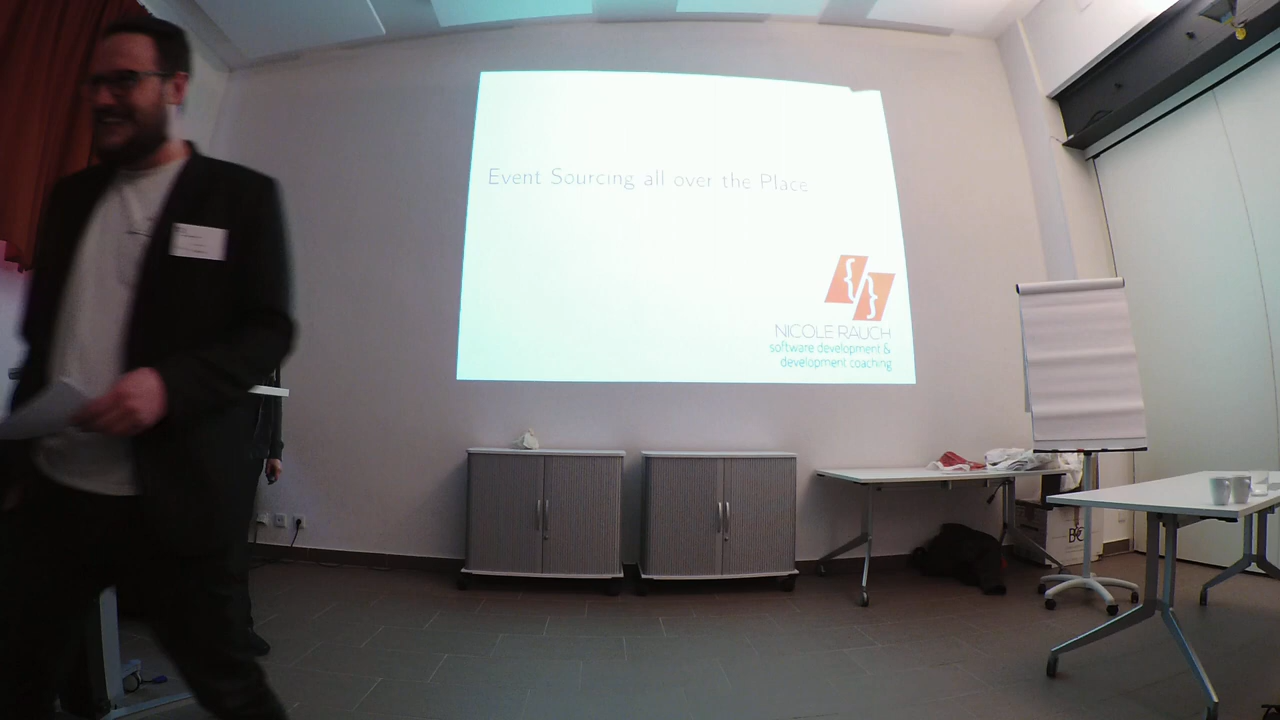 Event Sourcing all over the Place
NICOLE RAUCH
software development &
development coaching